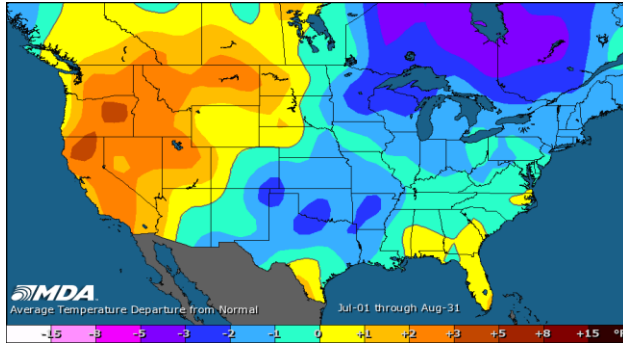 MDA
Average Temperature Departure from Normal
Jul-01 through Aug-31
-15 -8 -5 -3 -2 -1 0 +1 +2 +3 +5 +8 +15 °F